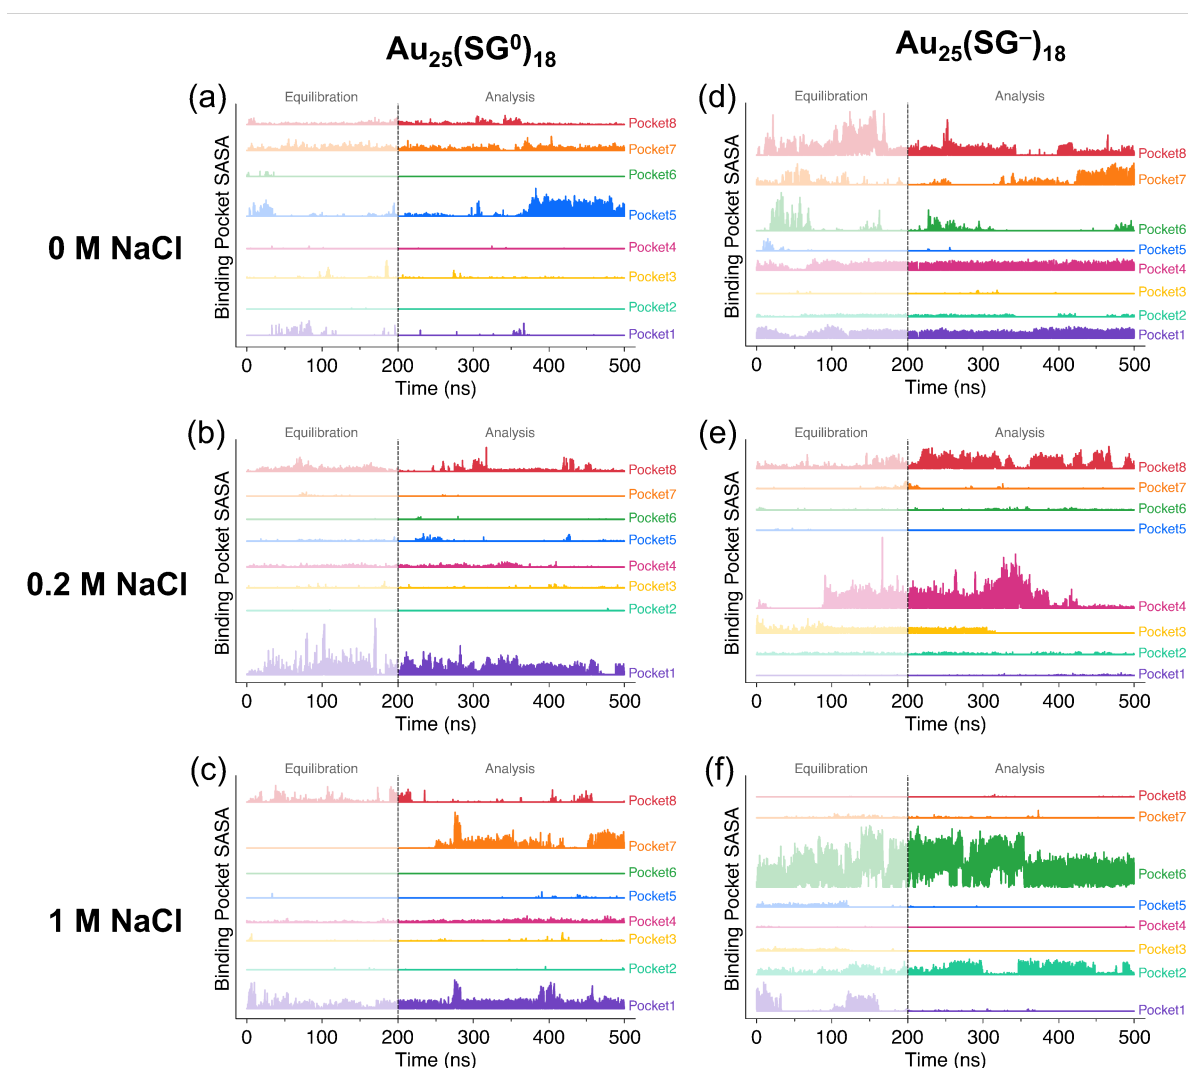 Au25(SG0)18
Au25(SG–)18
0 M NaCl
(a)
Equilibration
Analysis
Binding Pocket SASA
Pocket8
Pocket7
Pocket6
Pocket5
Pocket4
Pocket3
Pocket2
Pocket1
0 100 200 300 400 500
Time (ns)
(d)
Equilibration
Analysis
Binding Pocket SASA
Pocket8
Pocket7
Pocket6
Pocket5
Pocket4
Pocket3
Pocket2
Pocket1
0 100 200 300 400 500
Time (ns)
0.2 M NaCl
(b)
Equilibration
Analysis
Binding Pocket SASA
Pocket8
Pocket7
Pocket6
Pocket5
Pocket4
Pocket3
Pocket2
Pocket1
0 100 200 300 400 500
Time (ns)
(e)
Equilibration
Analysis
Binding Pocket SASA
Pocket8
Pocket7
Pocket6
Pocket5
Pocket4
Pocket3
Pocket2
Pocket1
0 100 200 300 400 500
Time (ns)
1 M NaCl
(c)
Equilibration
Analysis
Binding Pocket SASA
Pocket8
Pocket7
Pocket6
Pocket5
Pocket4
Pocket3
Pocket2
Pocket1
0 100 200 300 400 500
Time (ns)
(f)
Equilibration
Analysis
Binding Pocket SASA
Pocket8
Pocket7
Pocket6
Pocket5
Pocket4
Pocket3
Pocket2
Pocket1
0 100 200 300 400 500
Time (ns)